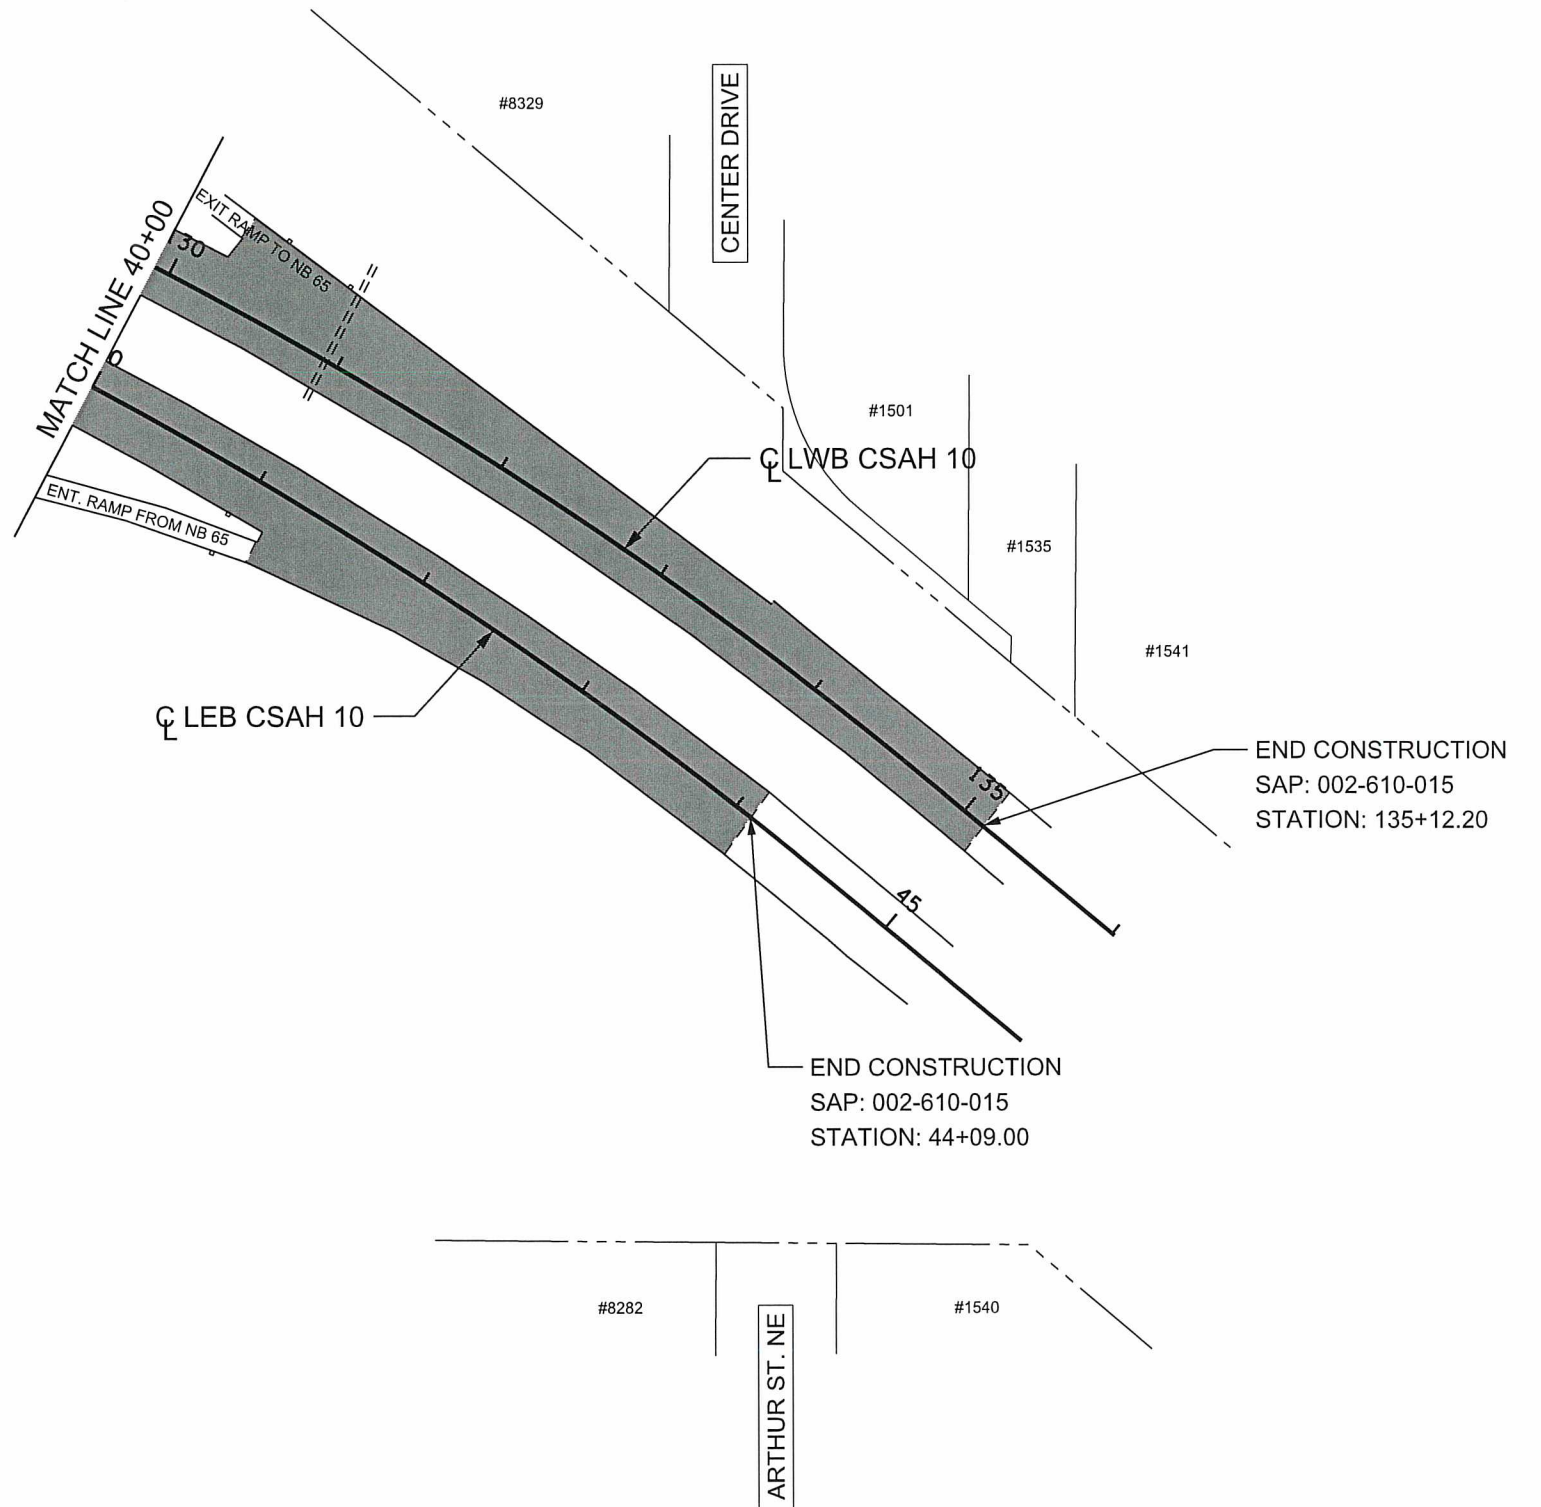 #8329
CENTER DRIVE
EXIT RAMP TO NB 65
MATCH LINE 40+00
130
0
#1501
℄ LWB CSAH 10
ENT. RAMP FROM NB 65
#1535
#1541
℄ LEB CSAH 10
135
END CONSTRUCTION
SAP: 002-610-015
STATION: 135+12.20
45
END CONSTRUCTION
SAP: 002-610-015
STATION: 44+09.00
#8282
#1540
ARTHUR ST. NE